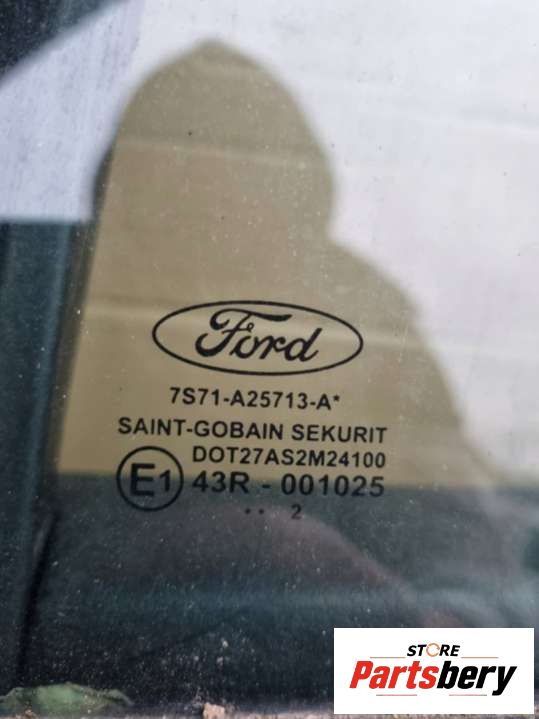 Ford
7S71-A25713-A*
SAINT-GOBAIN SEKURIT
DOT27AS2M24100
E1 43R - 001025
.. 2
STORE
Partsbery